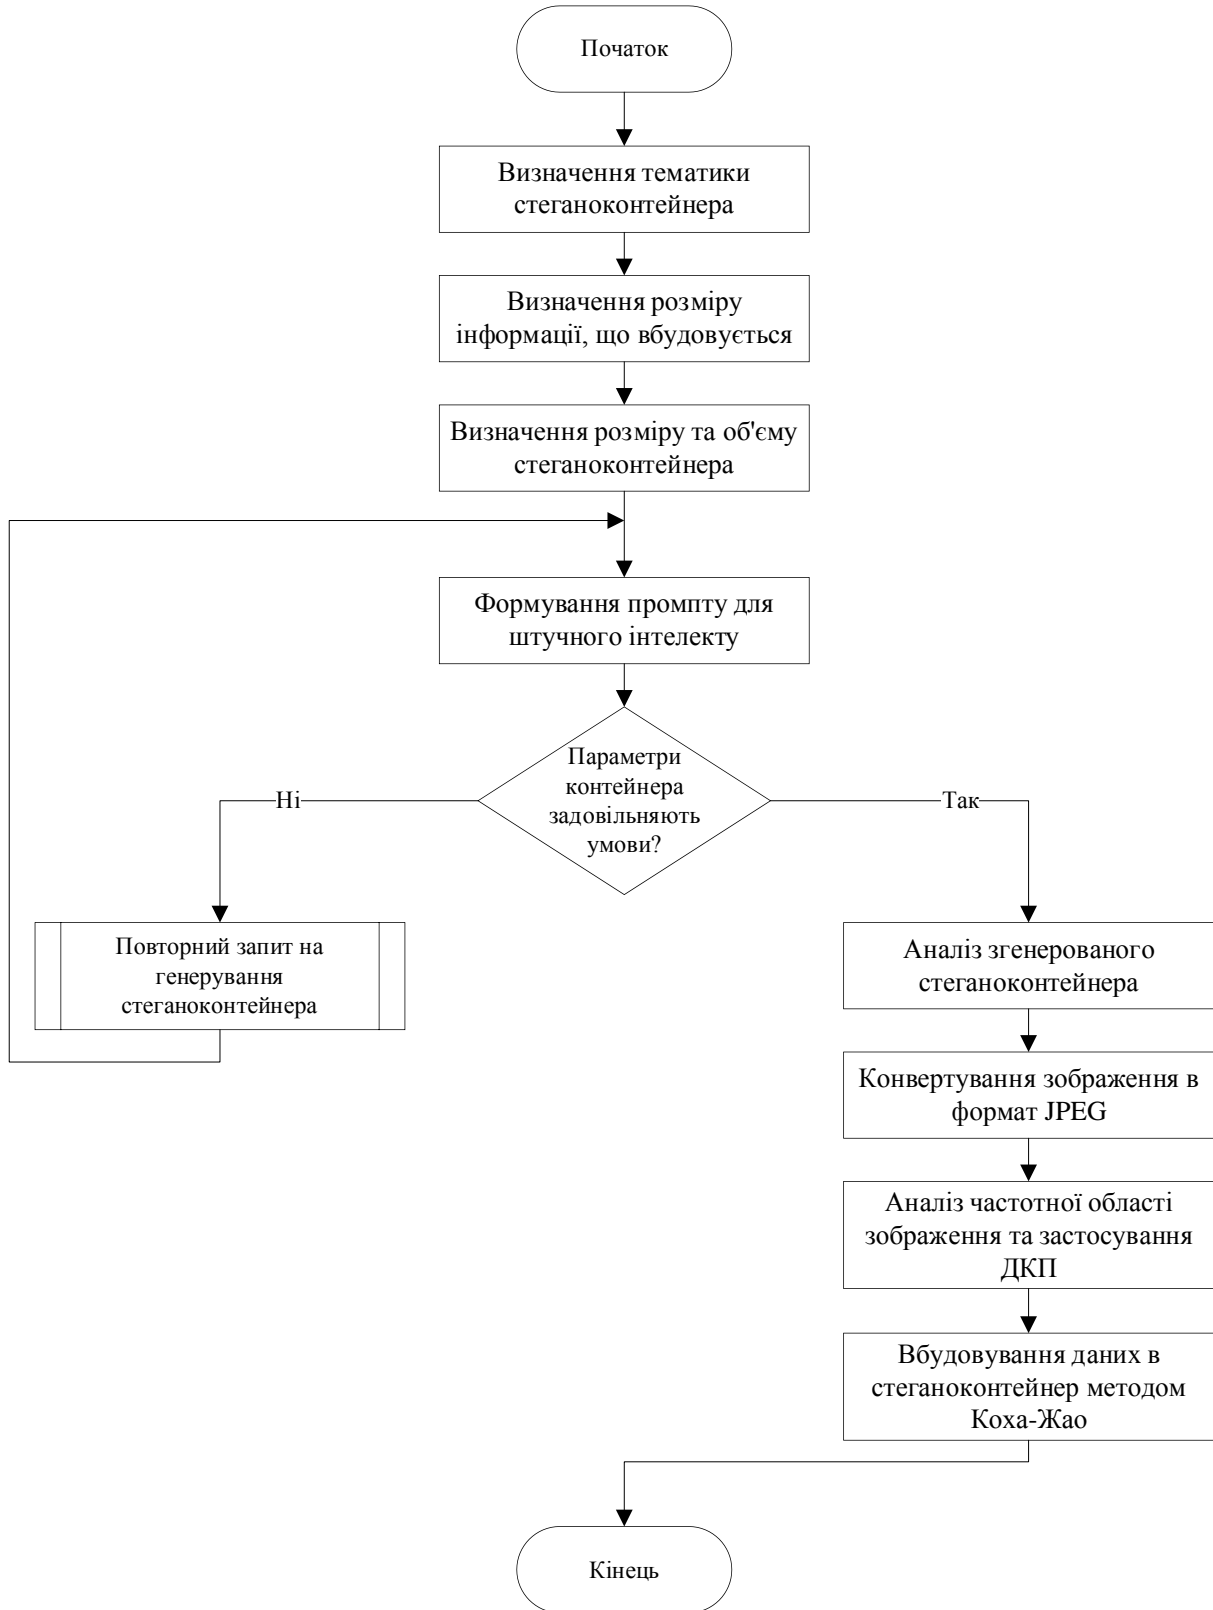 Початок
Визначення тематики
стеганоконтейнера
Визначення розміру
інформації, що вбудовується
Визначення розміру та об'єму
стеганоконтейнера
Формування промпту для
штучного інтелекту
Параметри
контейнера
задовільняють
умови?
Ні
Так
Повторний запит на
генерування
стеганоконтейнера
Аналіз згенерованого
стеганоконтейнера
Конвертування зображення в
формат JPEG
Аналіз частотної області
зображення та застосування
ДКП
Вбудовування даних в
стеганоконтейнер методом
Коха-Жао
Кінець